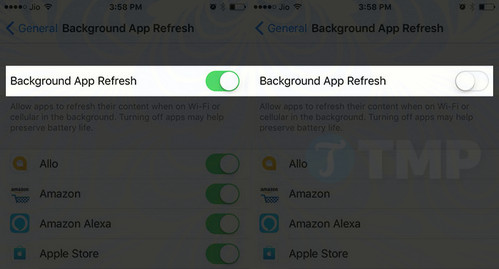 Jio 3:58 PM
General Background App Refresh
Background App Refresh
Allow apps to refresh their content when on Wi-Fi or
cellular in the background. Turning off apps may help
preserve battery life.
Allo
Amazon
Amazon Alexa
Apple Store
Jio 3:58 PM
General Background App Refresh
Background App Refresh
Allow apps to refresh their content when on Wi-Fi or
cellular in the background. Turning off apps may help
preserve battery life.
Allo
Amazon
Amazon Alexa
Apple Store
TMP